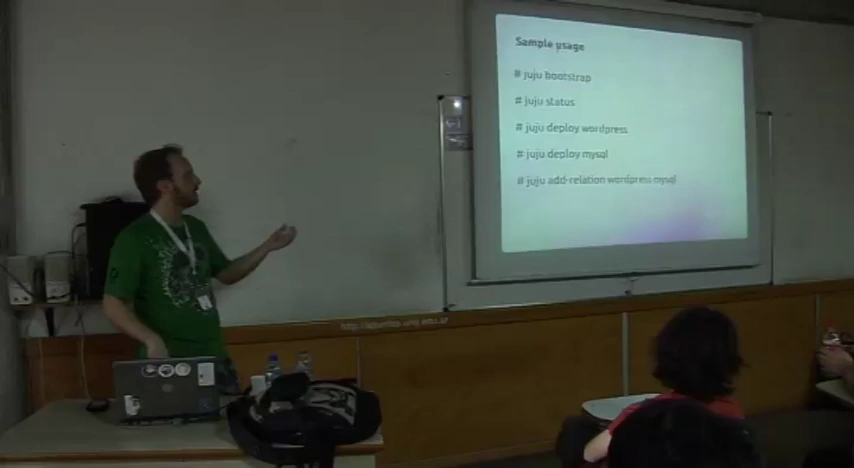 Sample usage
# juju bootstrap
# juju status
# juju deploy wordpress
# juju deploy mysql
# juju add-relation wordpress mysql